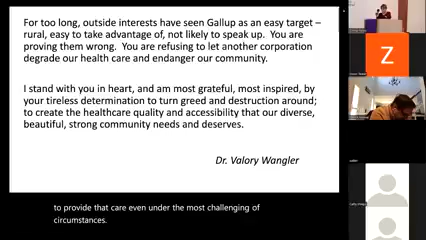 For too long, outside interests have seen Gallup as an easy target –
rural, easy to take advantage of, not likely to speak up.  You are
proving them wrong.  You are refusing to let another corporation
degrade our health care and endanger our community.
I stand with you in heart, and am most grateful, most inspired, by
your tireless determination to turn greed and destruction around;
to create the healthcare quality and accessibility that our diverse,
beautiful, strong community needs and deserves.
Dr. Valory Wangler
to provide that care even under the most challenging of
circumstances.
Z